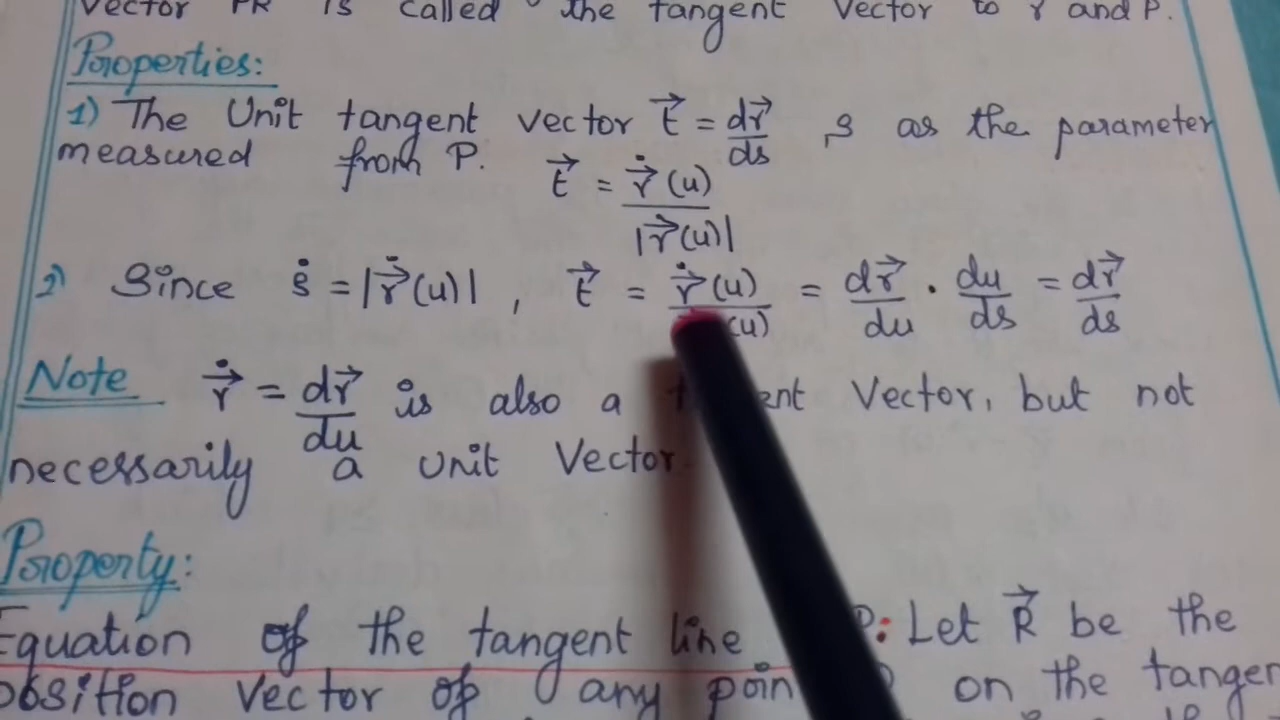 Vector PR is called the tangent vector to γ and P.
Properties:
1) The Unit tangent vector t⃗ = dr⃗/ds, s as the parameter
measured from P.
t⃗ = ṙ⃗(u)/|ṙ⃗(u)|
2) Since ṡ = |ṙ⃗(u)|, t⃗ = ṙ⃗(u)/ (u) = dr⃗/du · du/ds = dr⃗/ds
Note ṙ⃗ = dr⃗/du is also a Vector, but not
necessarily a unit Vector.
Property:
Equation of the tangent line P: Let R⃗ be the
position vector of any on the